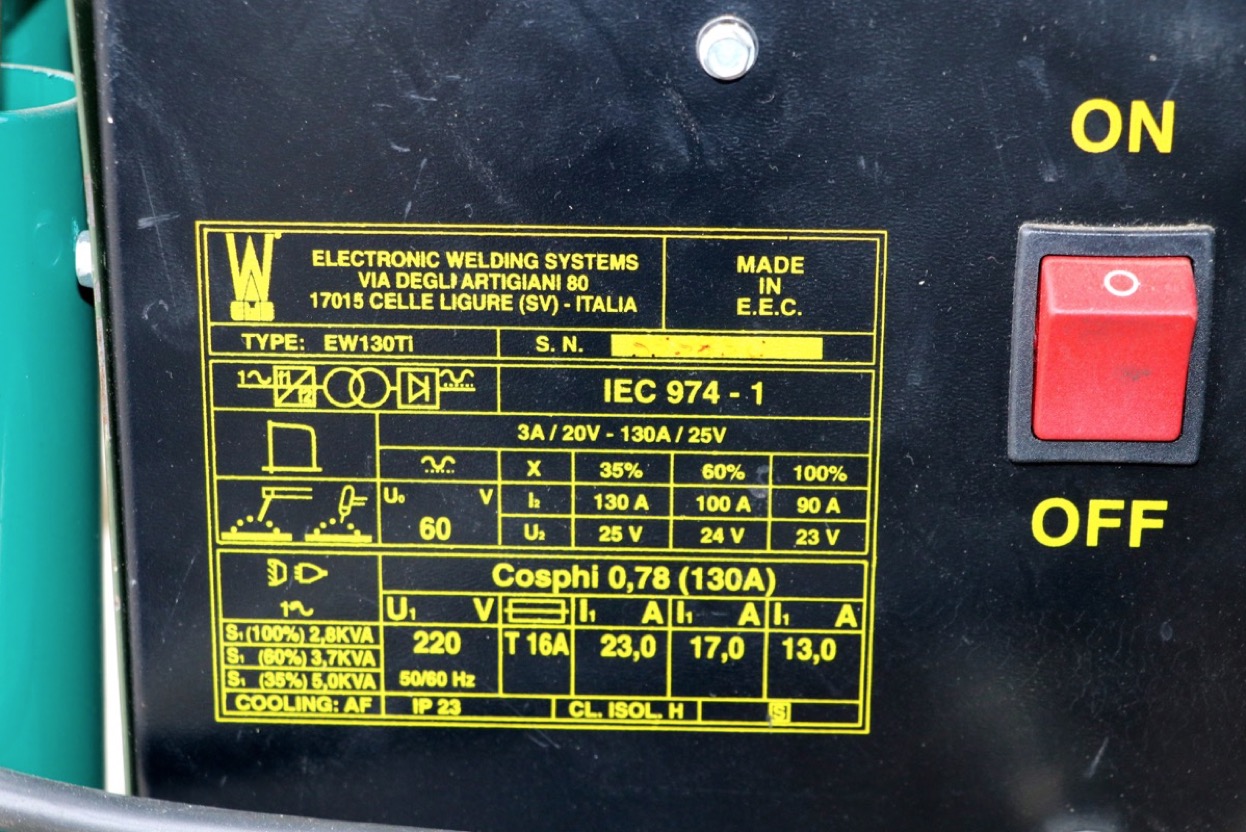 ON
W
ELECTRONIC WELDING SYSTEMS
VIA DEGLI ARTIGIANI 80
17015 CELLE LIGURE (SV) - ITALIA
MADE
IN
E.E.C.
TYPE: EW130Ti
S. N.
1~
IEC 974 - 1
3A / 20V - 130A / 25V
X 35% 60% 100%
U₀ V
60
I₂ 130 A 100 A 90 A
U₂ 25 V 24 V 23 V
Cosphi 0,78 (130A)
1~
U₁ V I₁ A I₁ A I₁ A
S₁ (100%) 2,8KVA
S₁ (60%) 3,7KVA
S₁ (35%) 5,0KVA
220 T 16A 23,0 17,0 13,0
50/60 Hz
COOLING: AF IP 23 CL. ISOL. H S
OFF